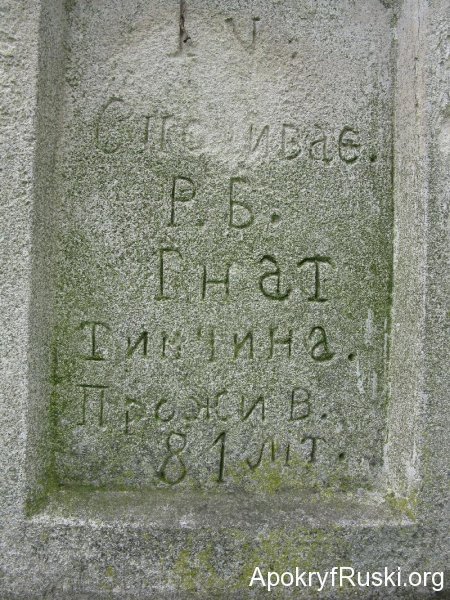 Спочиває.
Р. Б.
Гнат
Тимчина.
Прожив.
81 літ.
ApokryfRuski.org